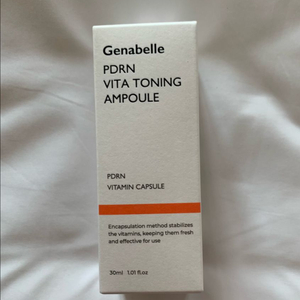 Genabelle
PDRN
VITA TONING
AMPOULE
PDRN
VITAMIN CAPSULE
Encapsulation method stabilizes
the vitamins, keeping them fresh
and effective for use
30ml 1.01 fl.oz